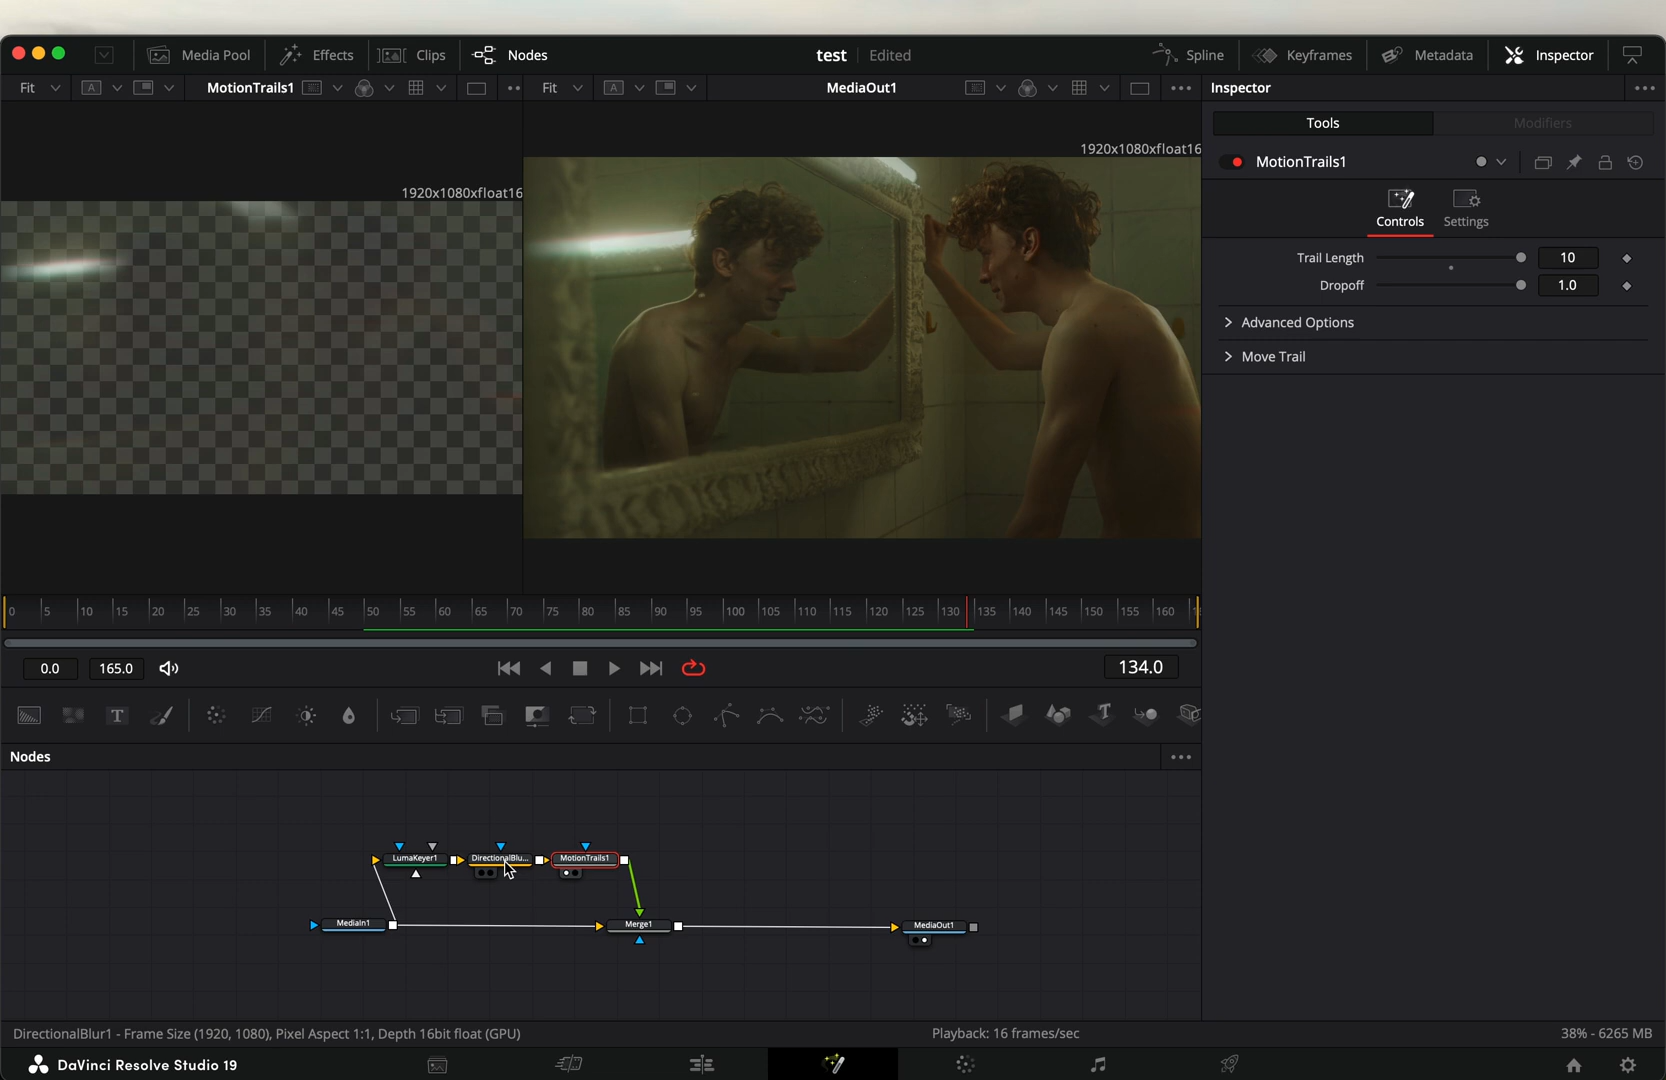 Media Pool Effects Clips Nodes test Edited Spline Keyframes Metadata Inspector
Fit A MotionTrails1 Fit A MediaOut1 Inspector
Tools Modifiers
1920x1080xfloat16
1920x1080xfloat16
MotionTrails1
Controls Settings
Trail Length 10
Dropoff 1.0
Advanced Options
Move Trail
0 5 10 15 20 25 30 35 40 45 50 55 60 65 70 75 80 85 90 95 100 105 110 115 120 125 130 135 140 145 150 155 160
0.0 165.0 134.0
T T
Nodes
LumaKeyer1 DirectionalBlu... MotionTrails1
MediaIn1 Merge1 MediaOut1
DirectionalBlur1 - Frame Size (1920, 1080), Pixel Aspect 1:1, Depth 16bit float (GPU) Playback: 16 frames/sec 38% - 6265 MB
DaVinci Resolve Studio 19